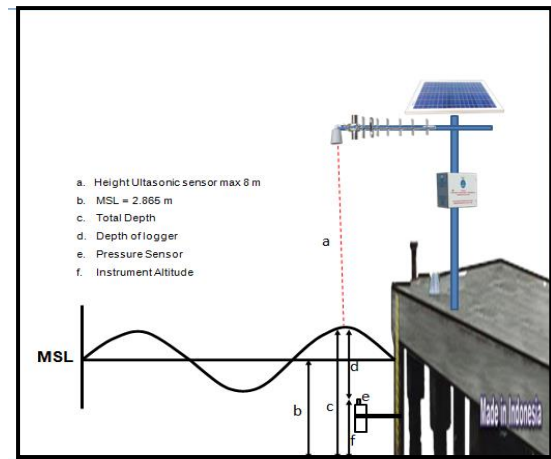 a. Height Ultasonic sensor max 8 m
b. MSL = 2.865 m
c. Total Depth
d. Depth of logger
e. Pressure Sensor
f. Instrument Altitude
a
MSL
d
e
b
c
f
Made in Indonesia